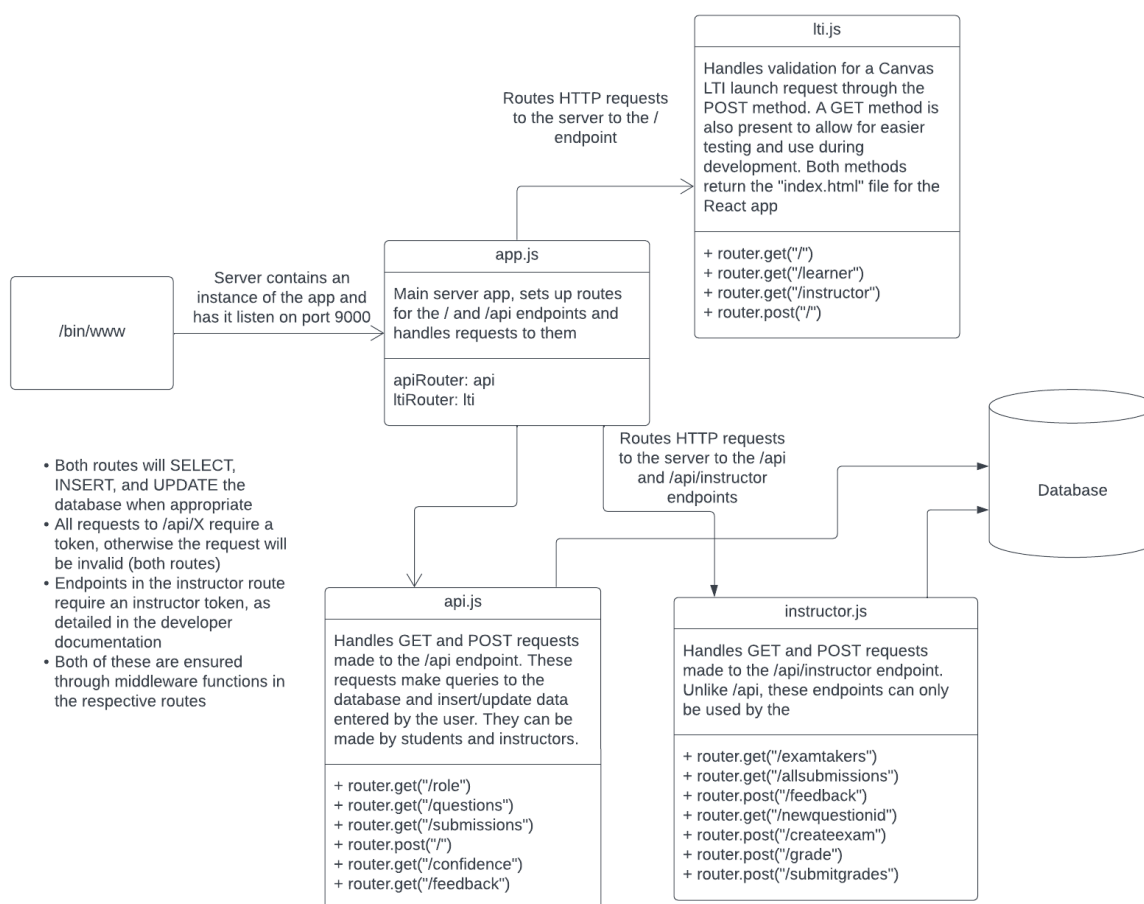 lti.js
Handles validation for a Canvas
LTI launch request through the
POST method. A GET method is
also present to allow for easier
testing and use during
development. Both methods
return the "index.html" file for the
React app
+ router.get("/")
+ router.get("/learner")
+ router.get("/instructor")
+ router.post("/")
Routes HTTP requests
to the server to the /
endpoint
app.js
Main server app, sets up routes
for the / and /api endpoints and
handles requests to them
apiRouter: api
ltiRouter: lti
Server contains an
instance of the app and
has it listen on port 9000
/bin/www
Routes HTTP requests
to the server to the /api
and /api/instructor
endpoints
Database
• Both routes will SELECT,
INSERT, and UPDATE the
database when appropriate
• All requests to /api/X require a
token, otherwise the request will
be invalid (both routes)
• Endpoints in the instructor route
require an instructor token, as
detailed in the developer
documentation
• Both of these are ensured
through middleware functions in
the respective routes
api.js
Handles GET and POST requests
made to the /api endpoint. These
requests make queries to the
database and insert/update data
entered by the user. They can be
made by students and instructors.
+ router.get("/role")
+ router.get("/questions")
+ router.get("/submissions")
+ router.post("/")
+ router.get("/confidence")
+ router.get("/feedback")
instructor.js
Handles GET and POST requests
made to the /api/instructor endpoint.
Unlike /api, these endpoints can only
be used by the
+ router.get("/examtakers")
+ router.get("/allsubmissions")
+ router.post("/feedback")
+ router.get("/newquestionid")
+ router.post("/createexam")
+ router.post("/grade")
+ router.post("/submitgrades")